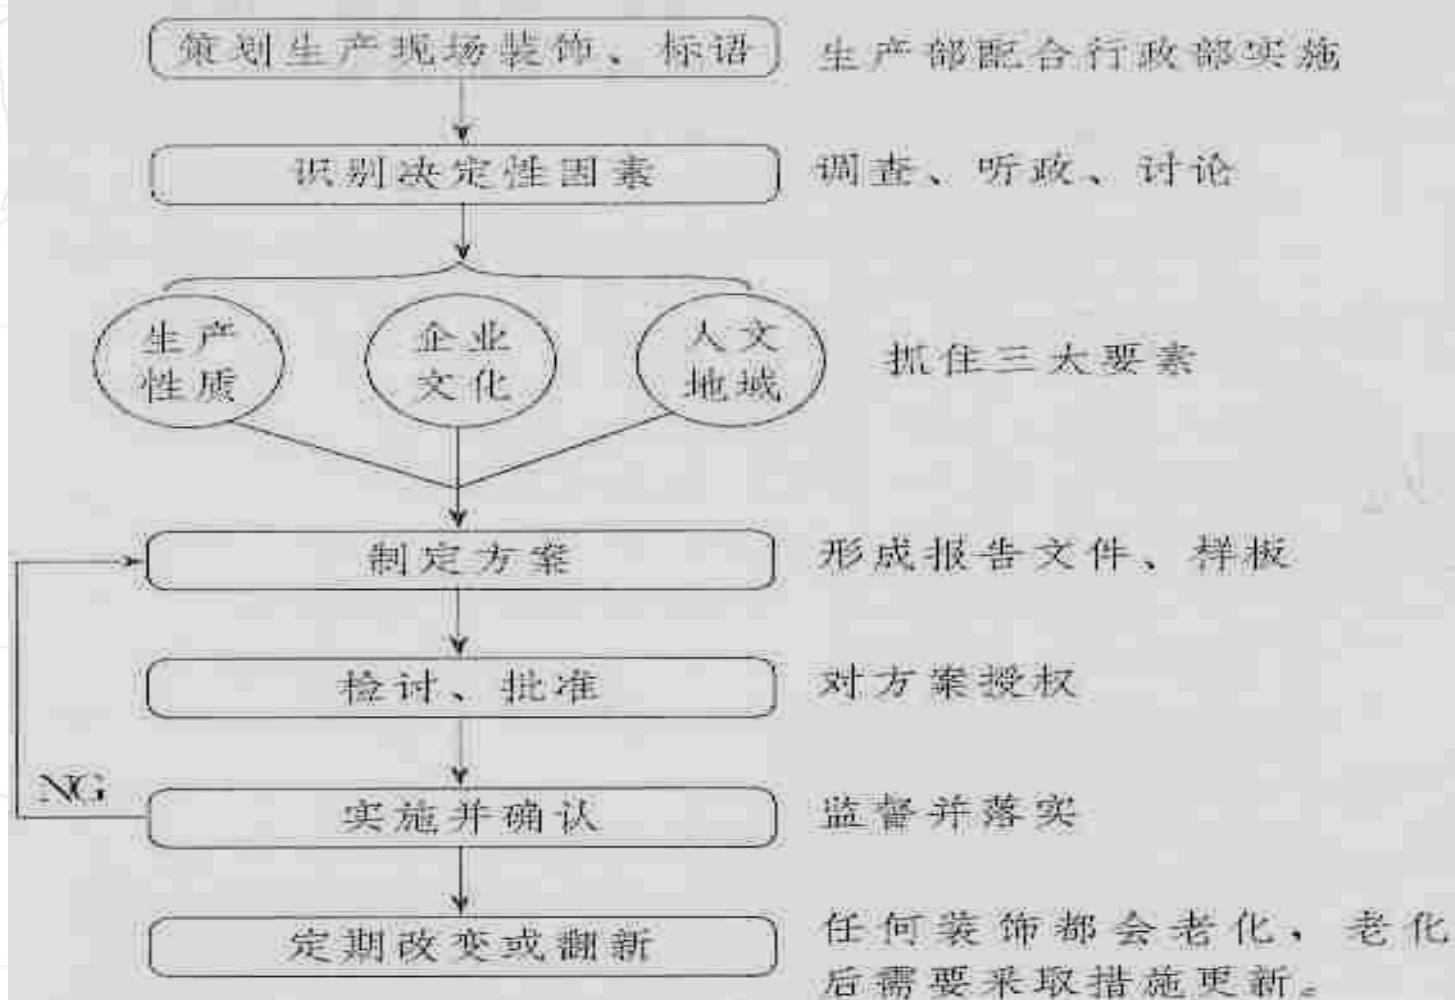 策划生产现场装饰、标语
生产部配合行政部实施
识别决定性因素
调查、听政、讨论
生产
性质
企业
文化
人文
地域
抓住三大要素
制定方案
形成报告文件、样板
检讨、批准
对方案授权
NG
实施并确认
监督并落实
定期改变或翻新
任何装饰都会老化，老化
后需要采取措施更新。